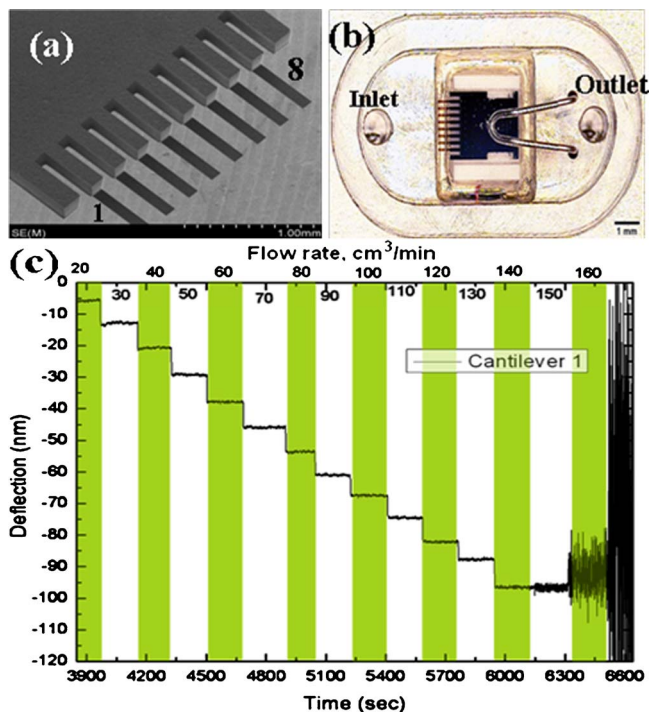 (a)
8
1
SE(M)
1.00mm
(b)
Inlet
Outlet
1 mm
(c)
Flow rate, cm³/min
20 40 60 80 100 120 140 160
30 50 70 90 110 130 150
0
-10
-20
-30
-40
-50
-60
-70
-80
-90
-100
-110
-120
Deflection (nm)
Cantilever 1
3900 4200 4500 4800 5100 5400 5700 6000 6300 6600
Time (sec)